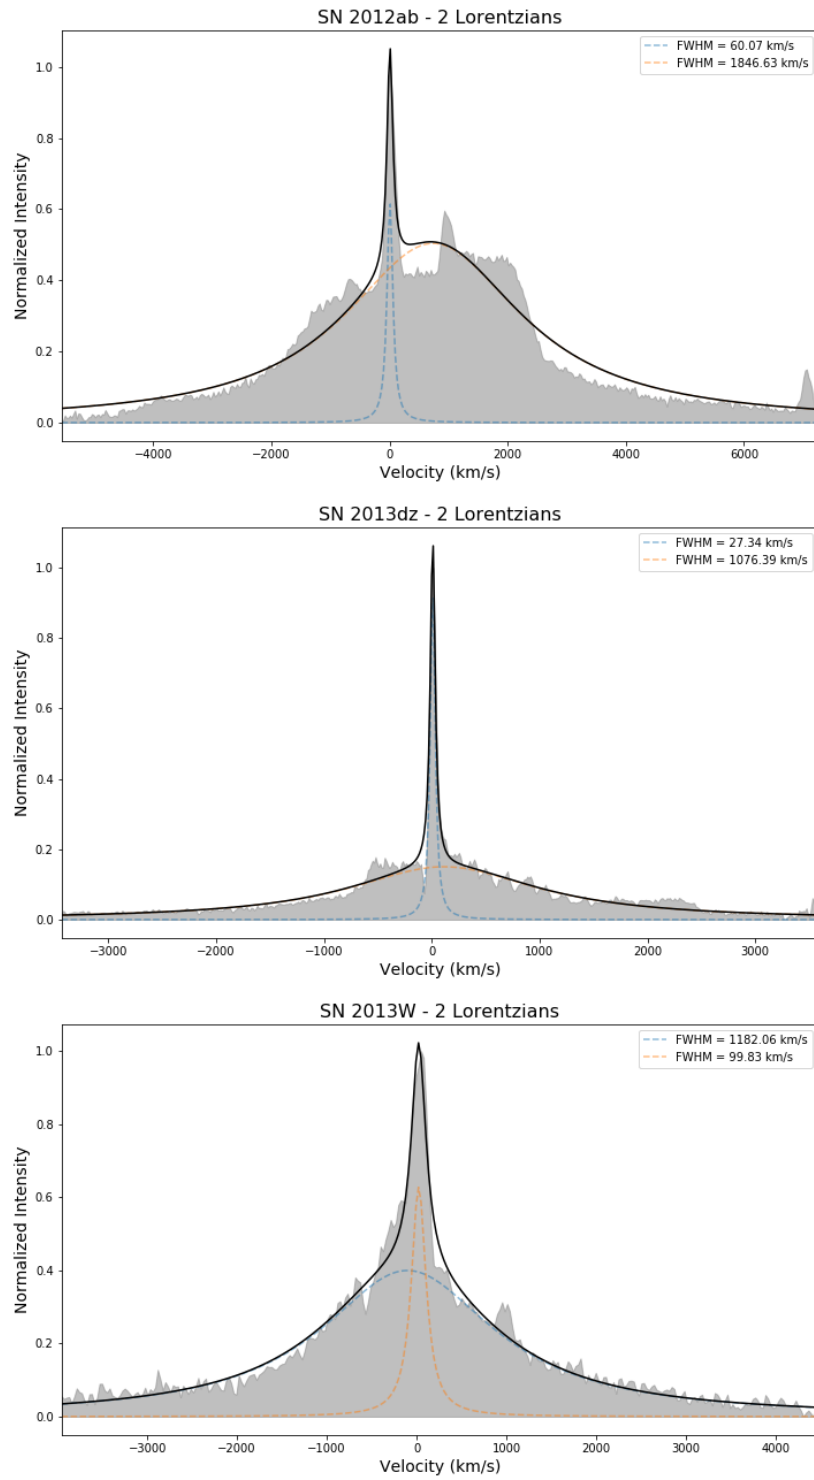 SN 2012ab - 2 Lorentzians
FWHM = 60.07 km/s
FWHM = 1846.63 km/s
1.0
0.8
0.6
0.4
0.2
0.0
Normalized Intensity
−4000 −2000 0 2000 4000 6000
Velocity (km/s)
SN 2013dz - 2 Lorentzians
FWHM = 27.34 km/s
FWHM = 1076.39 km/s
1.0
0.8
0.6
0.4
0.2
0.0
Normalized Intensity
−3000 −2000 −1000 0 1000 2000 3000
Velocity (km/s)
SN 2013W - 2 Lorentzians
FWHM = 1182.06 km/s
FWHM = 99.83 km/s
1.0
0.8
0.6
0.4
0.2
0.0
Normalized Intensity
−3000 −2000 −1000 0 1000 2000 3000 4000
Velocity (km/s)